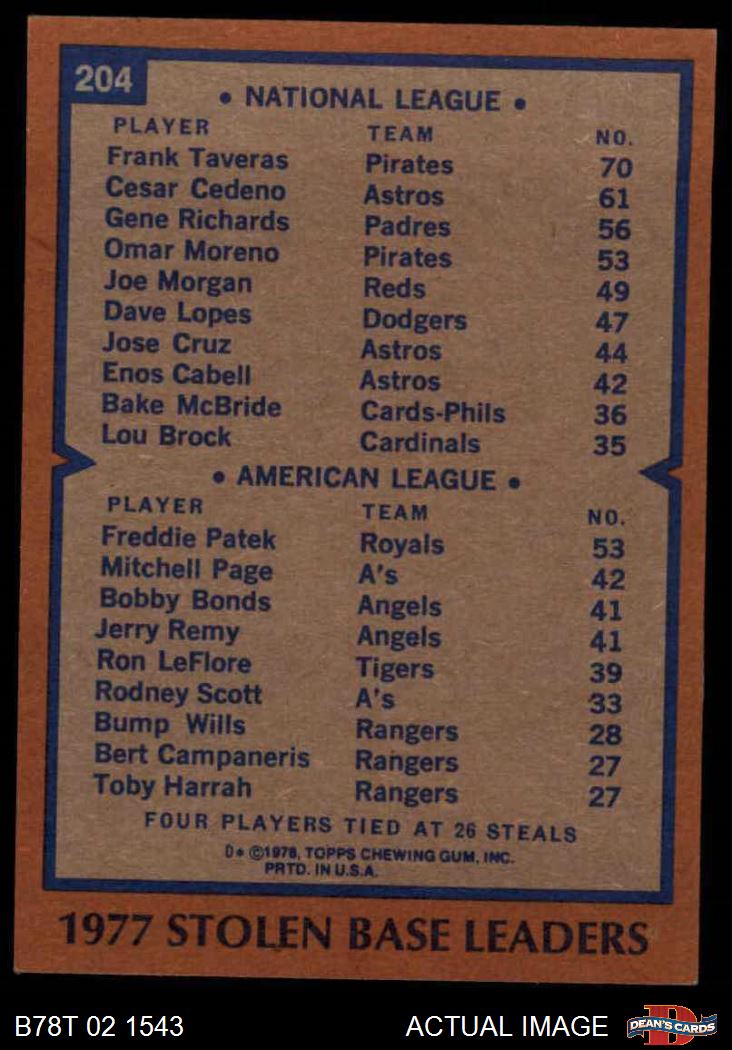 204
• NATIONAL LEAGUE •
PLAYER TEAM NO.
Frank Taveras Pirates 70
Cesar Cedeno Astros 61
Gene Richards Padres 56
Omar Moreno Pirates 53
Joe Morgan Reds 49
Dave Lopes Dodgers 47
Jose Cruz Astros 44
Enos Cabell Astros 42
Bake McBride Cards-Phils 36
Lou Brock Cardinals 35
• AMERICAN LEAGUE •
PLAYER TEAM NO.
Freddie Patek Royals 53
Mitchell Page A's 42
Bobby Bonds Angels 41
Jerry Remy Angels 41
Ron LeFlore Tigers 39
Rodney Scott A's 33
Bump Wills Rangers 28
Bert Campaneris Rangers 27
Toby Harrah Rangers 27
FOUR PLAYERS TIED AT 26 STEALS
D* ©1978, TOPPS CHEWING GUM, INC.
PRTD. IN U.S.A.
1977 STOLEN BASE LEADERS
B78T 02 1543 ACTUAL IMAGE D DEAN'S CARDS